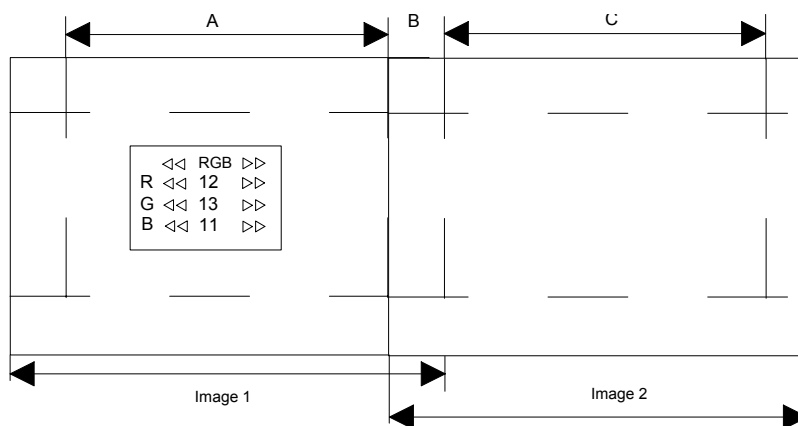 A B C
◁◁ RGB ▷▷
R ◁◁ 12 ▷▷
G ◁◁ 13 ▷▷
B ◁◁ 11 ▷▷
Image 1 Image 2